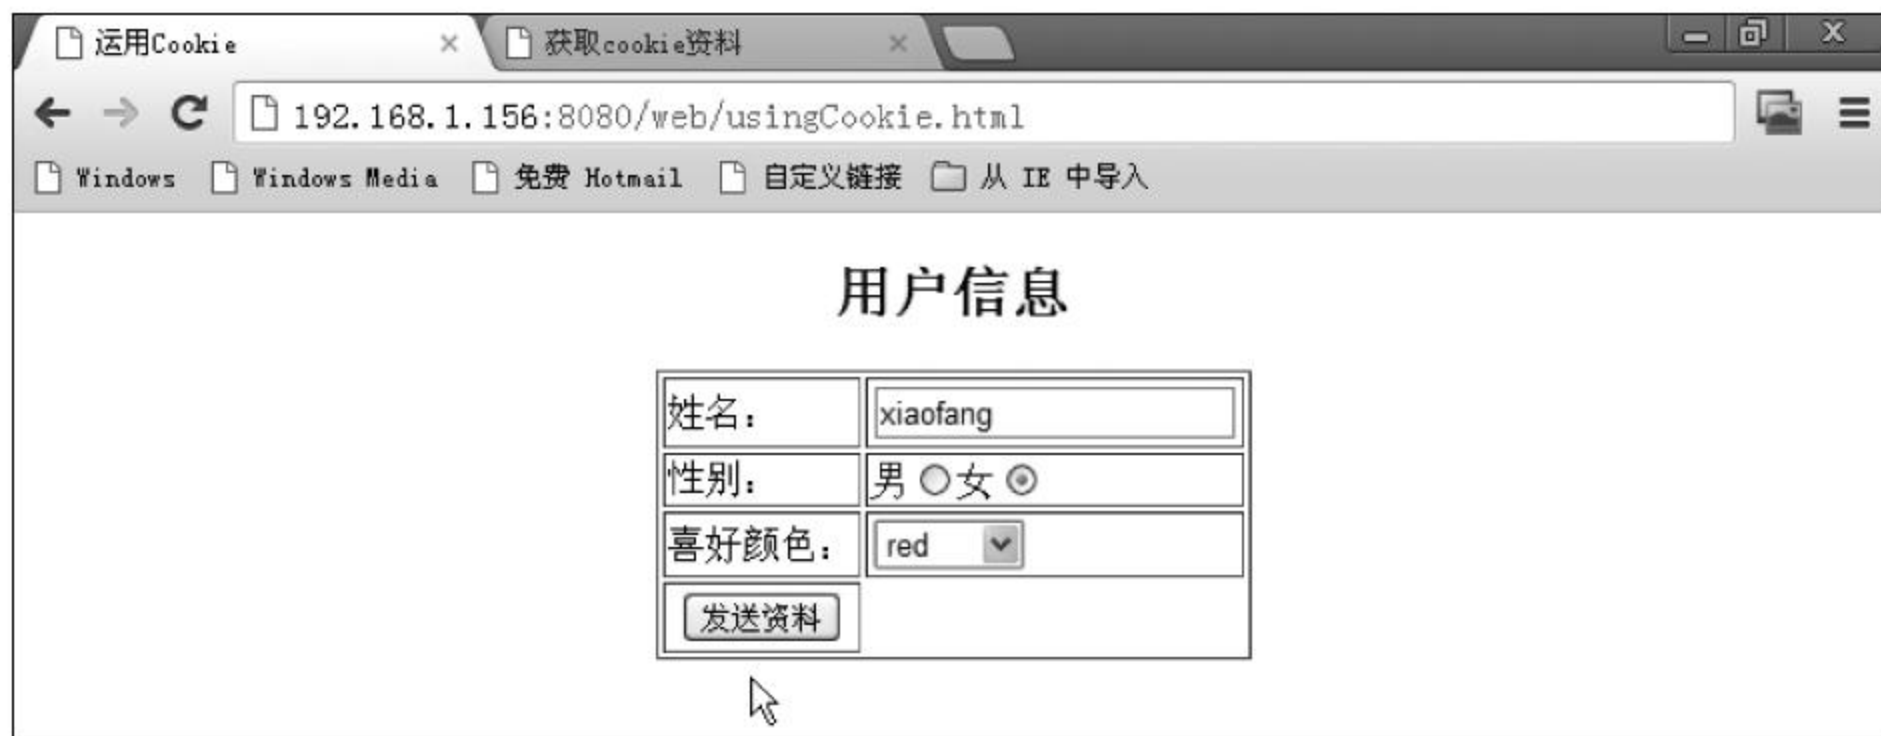 运用Cookie 获取cookie资料
192.168.1.156:8080/web/usingCookie.html
Windows Windows Media 免费 Hotmail 自定义链接 从 IE 中导入
用户信息
姓名： xiaofang
性别： 男 女
喜好颜色： red
发送资料